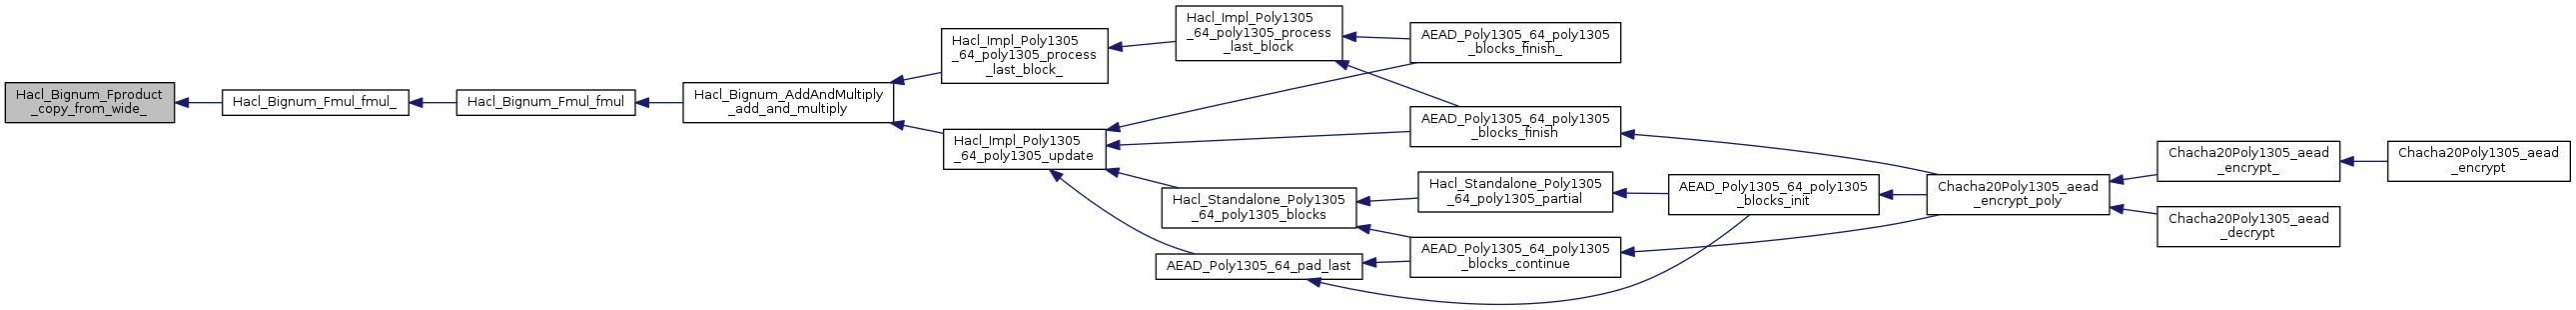 Hacl_Bignum_Fproduct
_copy_from_wide_
Hacl_Bignum_Fmul_fmul_
Hacl_Bignum_Fmul_fmul
Hacl_Bignum_AddAndMultiply
_add_and_multiply
Hacl_Impl_Poly1305
_64_poly1305_process
_last_block_
Hacl_Impl_Poly1305
_64_poly1305_process
_last_block
AEAD_Poly1305_64_poly1305
_blocks_finish_
AEAD_Poly1305_64_poly1305
_blocks_finish
Hacl_Impl_Poly1305
_64_poly1305_update
Hacl_Standalone_Poly1305
_64_poly1305_blocks
Hacl_Standalone_Poly1305
_64_poly1305_partial
AEAD_Poly1305_64_poly1305
_blocks_init
AEAD_Poly1305_64_poly1305
_blocks_continue
AEAD_Poly1305_64_pad_last
Chacha20Poly1305_aead
_encrypt_poly
Chacha20Poly1305_aead
_encrypt_
Chacha20Poly1305_aead
_encrypt
Chacha20Poly1305_aead
_decrypt